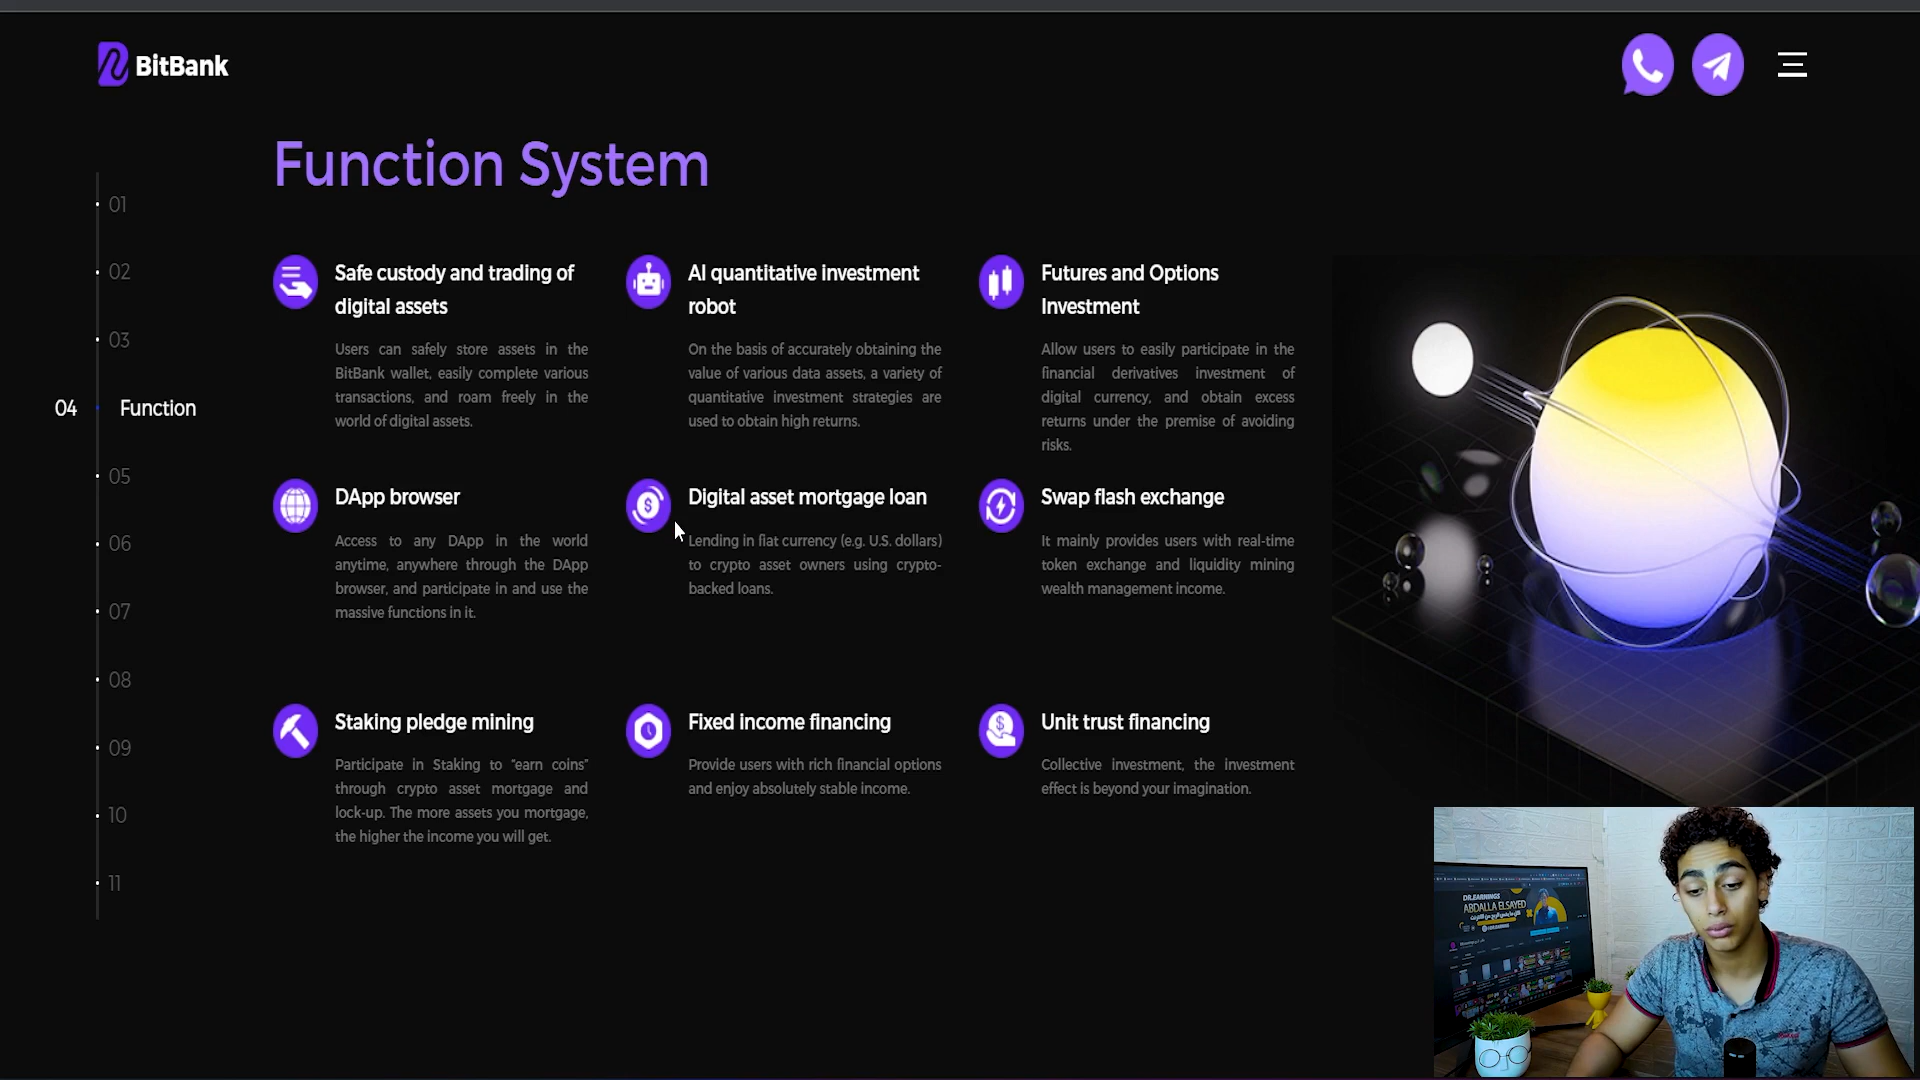 BitBank
Function System
01
02
03
04 Function
05
06
07
08
09
10
11
Safe custody and trading of
digital assets
Users can safely store assets in the
BitBank wallet, easily complete various
transactions, and roam freely in the
world of digital assets.
AI quantitative investment
robot
On the basis of accurately obtaining the
value of various data assets, a variety of
quantitative investment strategies are
used to obtain high returns.
Futures and Options
Investment
Allow users to easily participate in the
financial derivatives investment of
digital currency, and obtain excess
returns under the premise of avoiding
risks.
DApp browser
Access to any DApp in the world
anytime, anywhere through the DApp
browser, and participate in and use the
massive functions in it.
Digital asset mortgage loan
Lending in fiat currency (e.g. U.S. dollars)
to crypto asset owners using crypto-
backed loans.
Swap flash exchange
It mainly provides users with real-time
token exchange and liquidity mining
wealth management income.
Staking pledge mining
Participate in Staking to "earn coins"
through crypto asset mortgage and
lock-up. The more assets you mortgage,
the higher the income you will get.
Fixed income financing
Provide users with rich financial options
and enjoy absolutely stable income.
Unit trust financing
Collective investment, the investment
effect is beyond your imagination.
DR.EARNINGS
ABDALLA ELSAYED